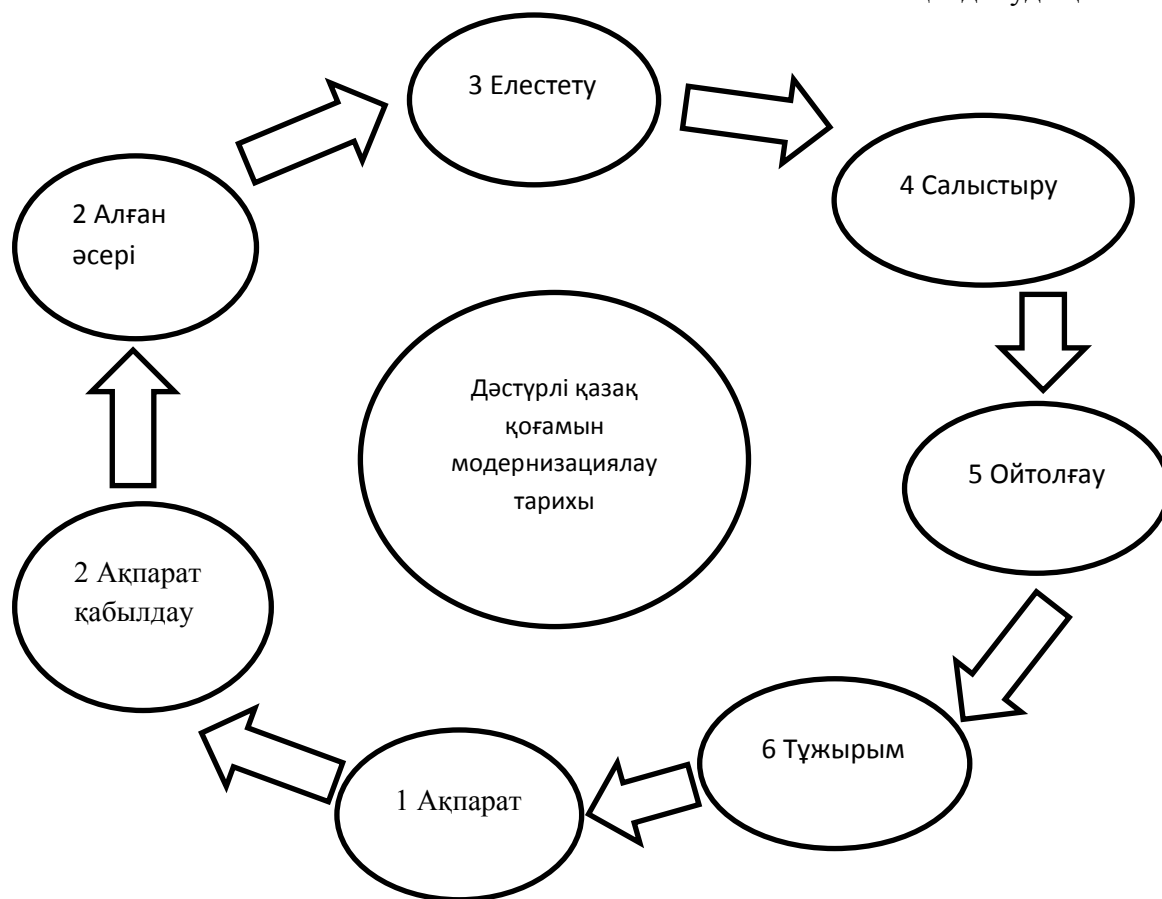 3 Елестету
4 Салыстыру
2 Алған
әсері
Дәстүрлі қазақ
қоғамын
модернизациялау
тарихы
5 Ойтолғау
2 Ақпарат
қабылдау
6 Тұжырым
1 Ақпарат